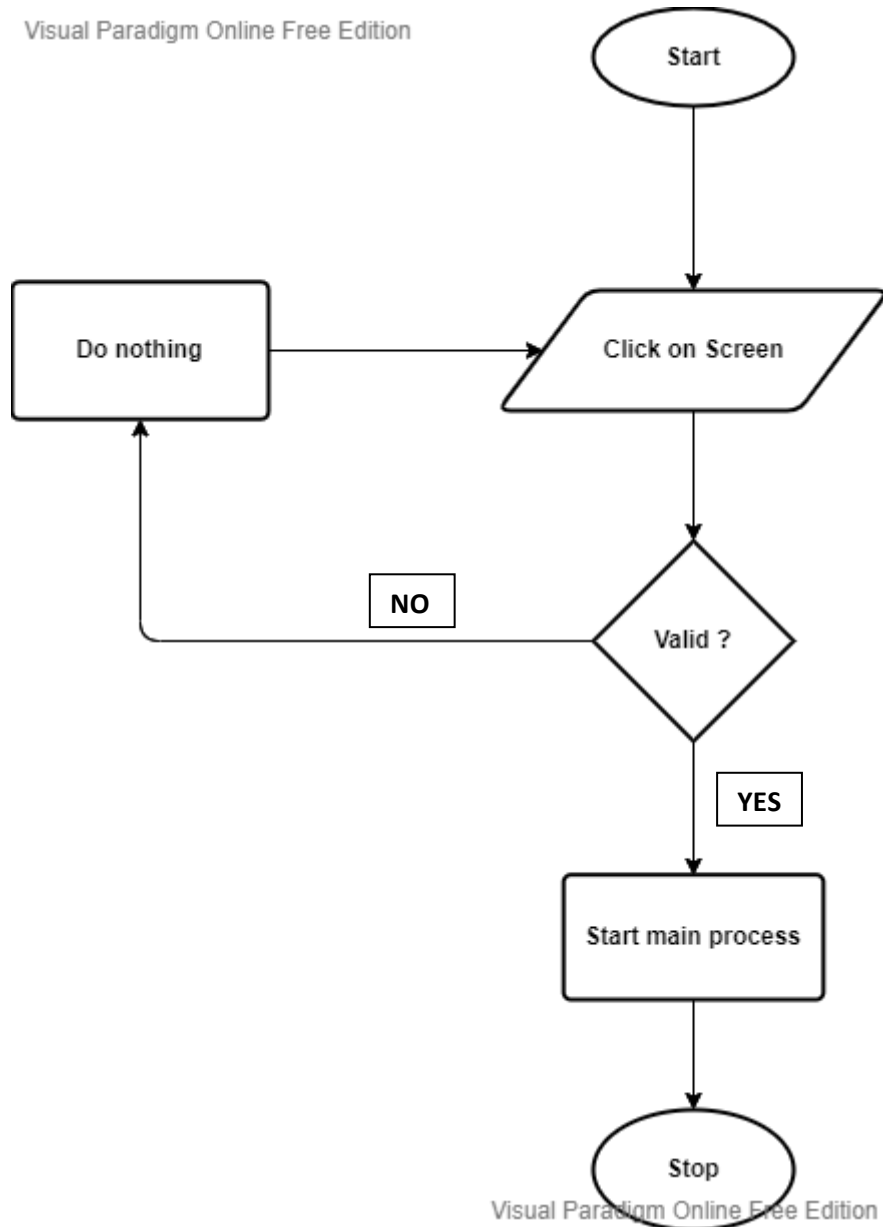 Visual Paradigm Online Free Edition
Start
Do nothing
Click on Screen
NO
Valid ?
YES
Start main process
Stop
Visual Paradigm Online Free Edition